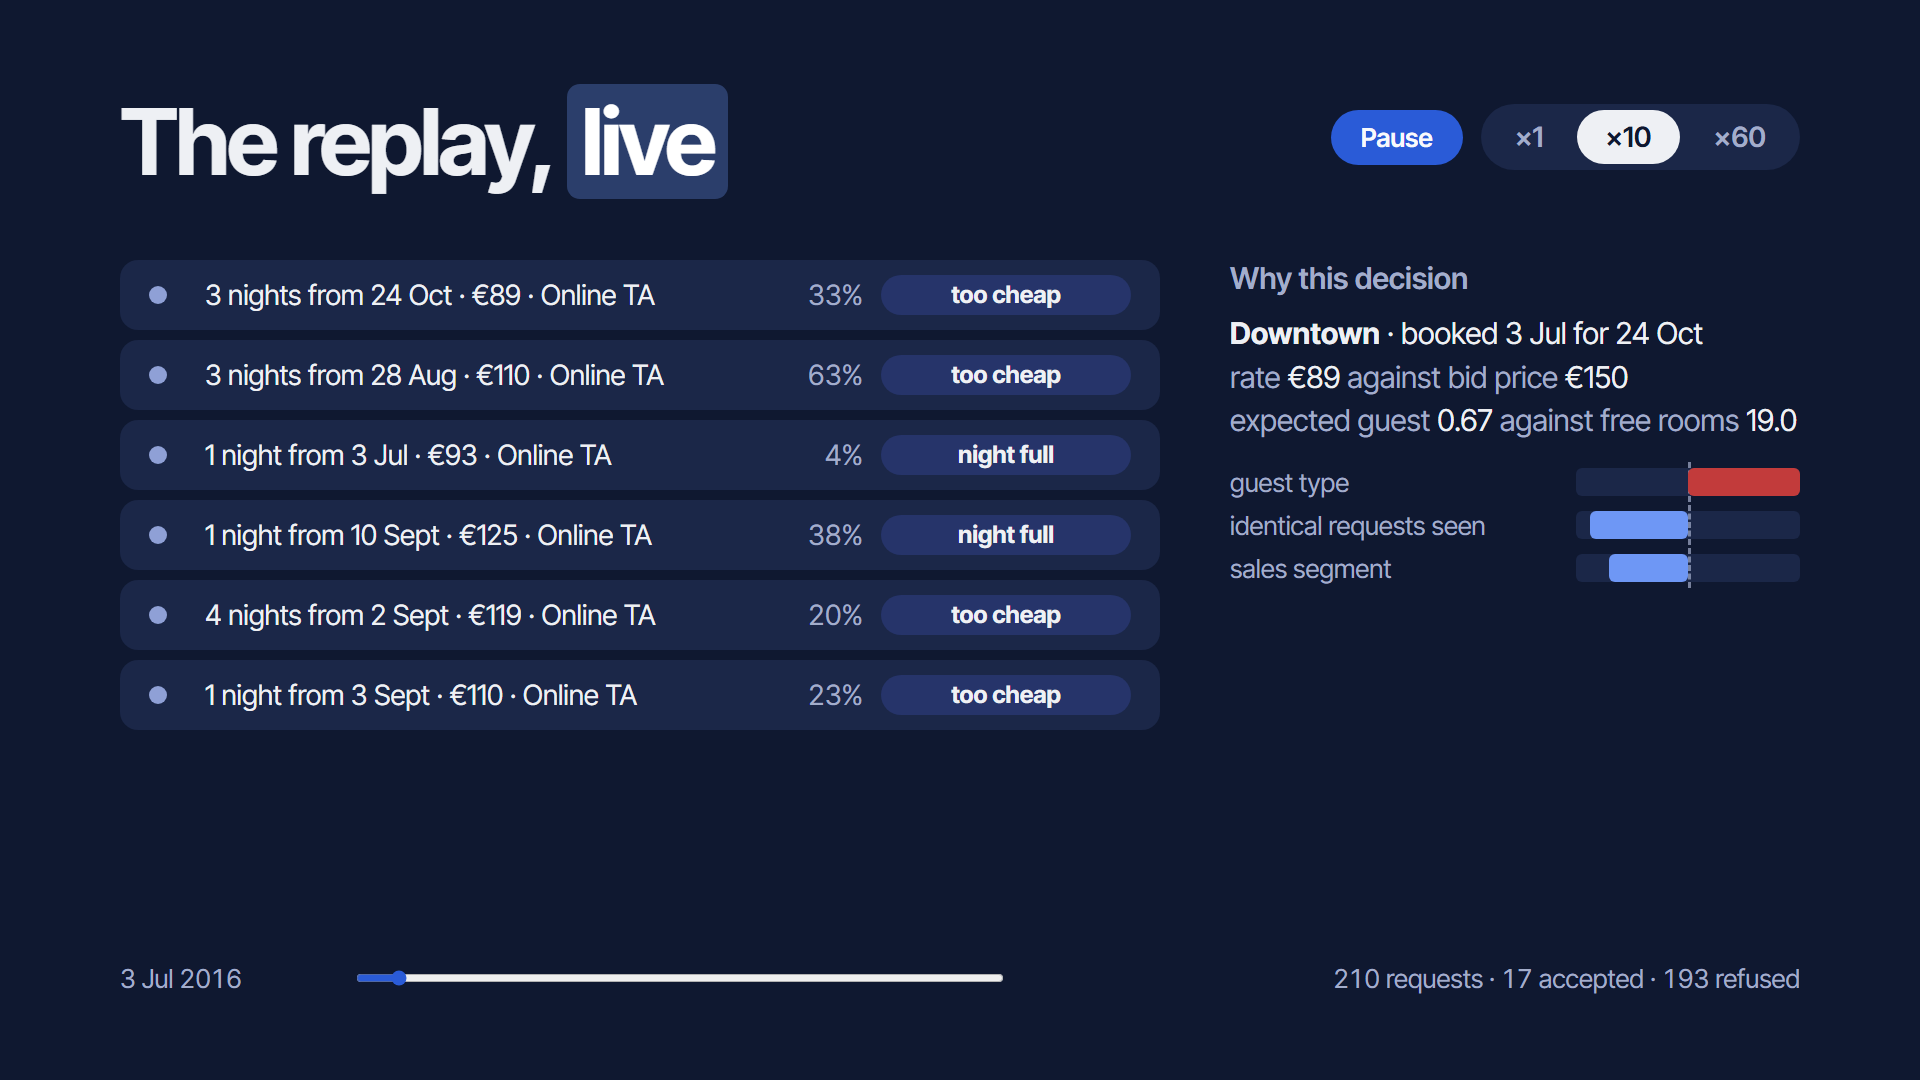 The replay, live
Pause
×1
×10
×60
3 nights from 24 Oct · €89 · Online TA 33% too cheap
3 nights from 28 Aug · €110 · Online TA 63% too cheap
1 night from 3 Jul · €93 · Online TA 4% night full
1 night from 10 Sept · €125 · Online TA 38% night full
4 nights from 2 Sept · €119 · Online TA 20% too cheap
1 night from 3 Sept · €110 · Online TA 23% too cheap
Why this decision
Downtown · booked 3 Jul for 24 Oct
rate €89 against bid price €150
expected guest 0.67 against free rooms 19.0
guest type
identical requests seen
sales segment
3 Jul 2016
210 requests · 17 accepted · 193 refused